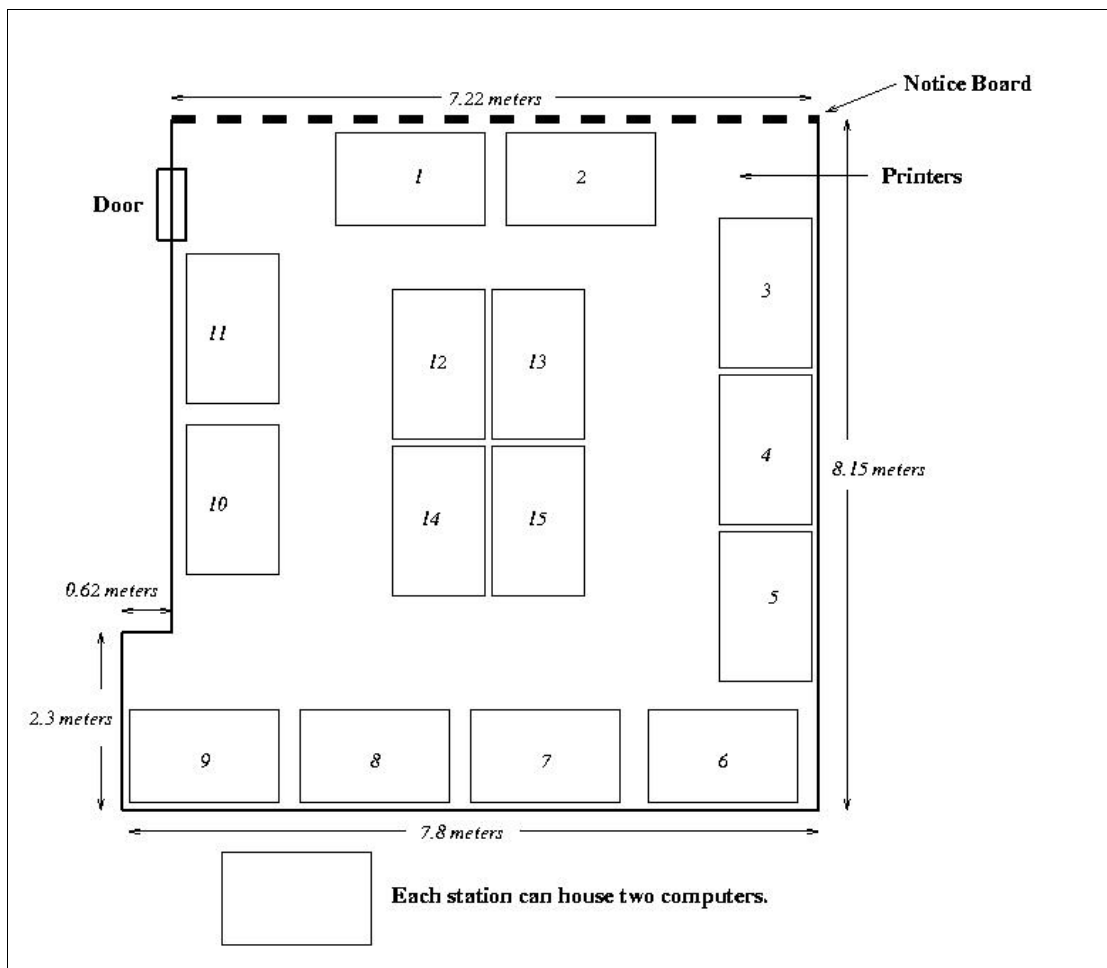 Notice Board
7.22 meters
1
2
Printers
Door
3
11
12
13
4
8.15 meters
10
14
15
0.62 meters
5
2.3 meters
9
8
7
6
7.8 meters
Each station can house two computers.